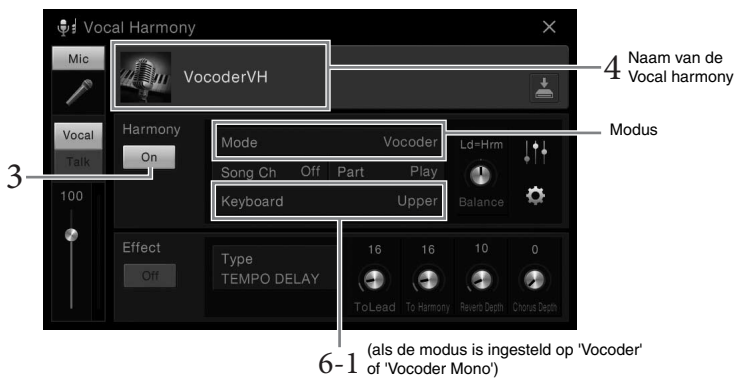 Vocal Harmony
Mic
VocoderVH
4 Naam van de
Vocal harmony
Vocal
Talk
Harmony
On
Mode Vocoder
Modus
Ld=Hrm
Song Ch Off Part Play
3
Keyboard Upper
Balance
100
Effect
Off
Type
TEMPO DELAY
16 16 10 0
ToLead To Harmony Reverb Depth Chorus Depth
6-1 (als de modus is ingesteld op 'Vocoder'
of 'Vocoder Mono')